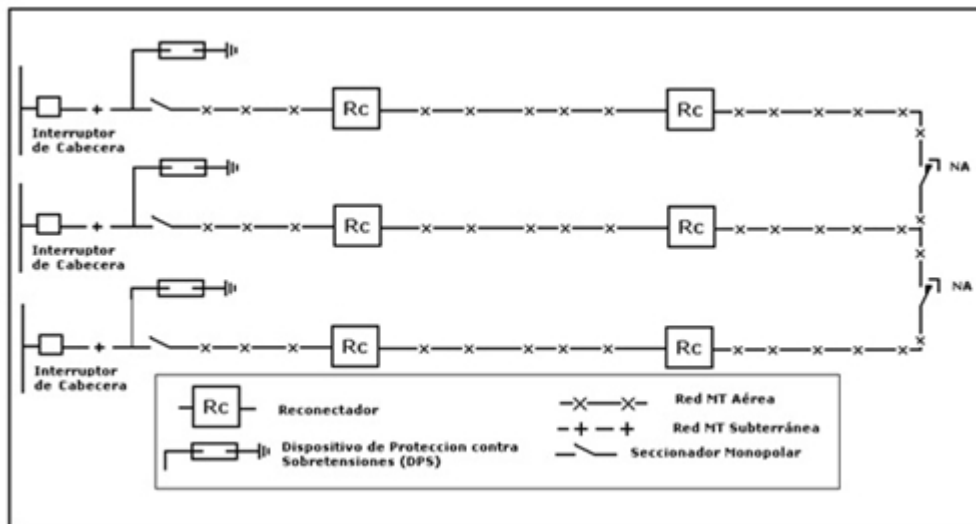 Rc Rc
Interruptor
de Cabecera
NA
Rc Rc
Interruptor
de Cabecera
NA
Rc Rc
Interruptor
de Cabecera
Rc Reconectador
Dispositivo de Proteccion contra
Sobretensiones (DPS)
Red MT Aérea
Red MT Subterránea
Seccionador Monopolar